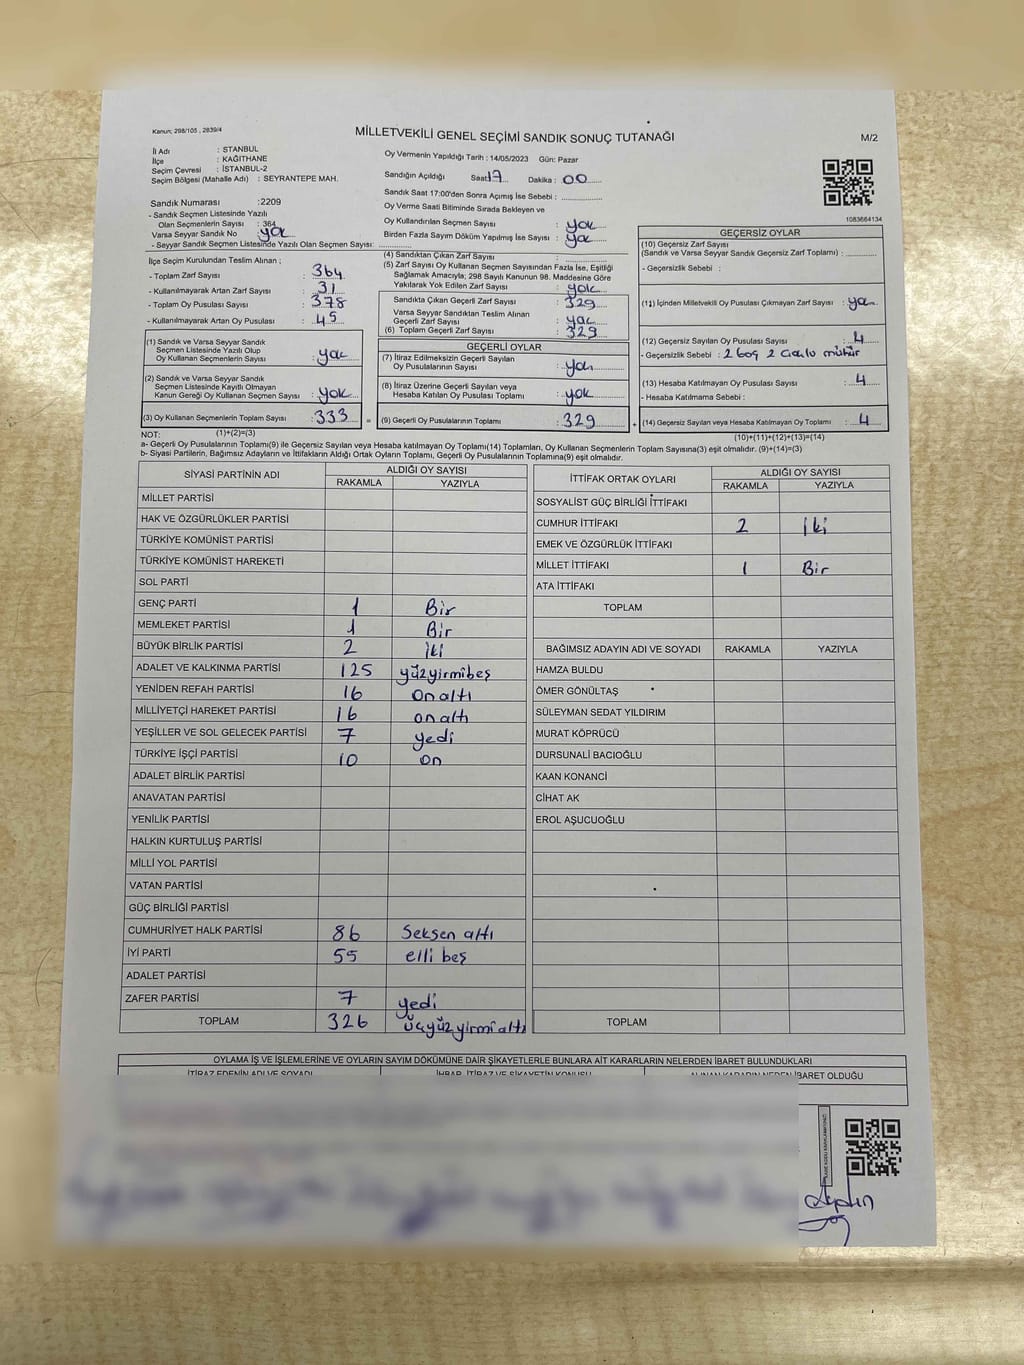 Kanun; 298/105 , 2839/4
MİLLETVEKİLİ GENEL SEÇİMİ SANDIK SONUÇ TUTANAĞI
M/2
İl Adı : STANBUL
İlçe : KAĞITHANE
Seçim Çevresi : İSTANBUL-2
Seçim Bölgesi (Mahalle Adı) : SEYRANTEPE MAH.
Oy Vermenin Yapıldığı Tarih : 14/05/2023 Gün: Pazar
Sandığın Açıldığı Saat 17 Dakika : 00
Sandık Saat 17:00'den Sonra Açımış İse Sebebi :
Oy Verme Saati Bitiminde Sırada Bekleyen ve
Oy Kullandırılan Seçmen Sayısı : yok
Birden Fazla Sayım Döküm Yapılmış İse Sayısı : yok
1083664134
Sandık Numarası :2209
- Sandık Seçmen Listesinde Yazılı
Olan Seçmenlerin Sayısı : 364
Varsa Seyyar Sandık No : yok
- Seyyar Sandık Seçmen Listesinde Yazılı Olan Seçmen Sayısı:
İlçe Seçim Kurulundan Teslim Alınan ;
- Toplam Zarf Sayısı : 364
- Kullanılmayarak Artan Zarf Sayısı : 31
- Toplam Oy Pusulası Sayısı : 378
- Kullanılmayarak Artan Oy Pusulası : 45
(1) Sandık ve Varsa Seyyar Sandık
Seçmen Listesinde Yazılı Olup
Oy Kullanan Seçmenlerin Sayısı : yok
(2) Sandık ve Varsa Seyyar Sandık
Seçmen Listesinde Kayıtlı Olmayan
Kanun Gereği Oy Kullanan Seçmen Sayısı : yok
(3) Oy Kullanan Seçmenlerin Toplam Sayısı : 333
(1)+(2)=(3)
(4) Sandıktan Çıkan Zarf Sayısı :
(5) Zarf Sayısı Oy Kullanan Seçmen Sayısından Fazla İse, Eşitliği
Sağlamak Amacıyla; 298 Sayılı Kanunun 98. Maddesine Göre
Yakılarak Yok Edilen Zarf Sayısı : yok
Sandıkta Çıkan Geçerli Zarf Sayısı : 329
Varsa Seyyar Sandıktan Teslim Alınan
Geçerli Zarf Sayısı : yok
(6) Toplam Geçerli Zarf Sayısı : 329
GEÇERLİ OYLAR
(7) İtiraz Edilmeksizin Geçerli Sayılan
Oy Pusulalarının Sayısı : yok
(8) İtiraz Üzerine Geçerli Sayılan veya
Hesaba Katılan Oy Pusulası Toplamı : yok
= (9) Geçerli Oy Pusulalarının Toplamı : 329
GEÇERSİZ OYLAR
(10) Geçersiz Zarf Sayısı
(Sandık ve Varsa Seyyar Sandık Geçersiz Zarf Toplamı) :
- Geçersizlik Sebebi :
(11) İçinden Milletvekili Oy Pusulası Çıkmayan Zarf Sayısı : yok
(12) Geçersiz Sayılan Oy Pusulası Sayısı : 4
- Geçersizlik Sebebi : 2 boş 2 mühür
(13) Hesaba Katılmayan Oy Pusulası Sayısı : 4
- Hesaba Katılmama Sebebi :
+ (14) Geçersiz Sayılan veya Hesaba Katılmayan Oy Toplamı : 4
(10)+(11)+(12)+(13)=(14)
NOT:
a- Geçerli Oy Pusulalarının Toplamı(9) ile Geçersiz Sayılan veya Hesaba katılmayan Oy Toplamı(14) Toplamları, Oy Kullanan Seçmenlerin Toplam Sayısına(3) eşit olmalıdır. (9)+(14)=(3)
b- Siyasi Partilerin, Bağımsız Adayların ve İttifakların Aldığı Ortak Oyların Toplamı, Geçerli Oy Pusulalarının Toplamına(9) eşit olmalıdır.
SİYASİ PARTİNİN ADI ALDIĞI OY SAYISI
RAKAMLA YAZIYLA
MİLLET PARTİSİ
HAK VE ÖZGÜRLÜKLER PARTİSİ
TÜRKİYE KOMÜNİST PARTİSİ
TÜRKİYE KOMÜNİST HAREKETİ
SOL PARTİ
GENÇ PARTİ 1 Bir
MEMLEKET PARTİSİ 1 Bir
BÜYÜK BİRLİK PARTİSİ 2 iki
ADALET VE KALKINMA PARTİSİ 125 yüzyirmibeş
YENİDEN REFAH PARTİSİ 16 onaltı
MİLLİYETÇİ HAREKET PARTİSİ 16 onaltı
YEŞİLLER VE SOL GELECEK PARTİSİ 7 yedi
TÜRKİYE İŞÇİ PARTİSİ 10 on
ADALET BİRLİK PARTİSİ
ANAVATAN PARTİSİ
YENİLİK PARTİSİ
HALKIN KURTULUŞ PARTİSİ
MİLLİ YOL PARTİSİ
VATAN PARTİSİ
GÜÇ BİRLİĞİ PARTİSİ
CUMHURİYET HALK PARTİSİ 86 Seksen altı
İYİ PARTİ 55 elli beş
ADALET PARTİSİ
ZAFER PARTİSİ 7 yedi
TOPLAM 326 üçyüzyirmialtı
İTTİFAK ORTAK OYLARI ALDIĞI OY SAYISI
RAKAMLA YAZIYLA
SOSYALİST GÜÇ BİRLİĞİ İTTİFAKI
CUMHUR İTTİFAKI 2 iki
EMEK VE ÖZGÜRLÜK İTTİFAKI
MİLLET İTTİFAKI 1 Bir
ATA İTTİFAKI
TOPLAM
BAĞIMSIZ ADAYIN ADI VE SOYADI RAKAMLA YAZIYLA
HAMZA BULDU
ÖMER GÖNÜLTAŞ
SÜLEYMAN SEDAT YILDIRIM
MURAT KÖPRÜCÜ
DURSUNALİ BACIOĞLU
KAAN KONANCİ
CİHAT AK
EROL AŞUCUOĞLU
TOPLAM
OYLAMA İŞ VE İŞLEMLERİNE VE OYLARIN SAYIM DÖKÜMÜNE DAİR ŞİKAYETLERLE BUNLARA AİT KARARLARIN NELERDEN İBARET BULUNDUKLARI
İTİRAZ EDENİN ADI VE SOYADI İHBAR, İTİRAZ VE ŞİKAYETİN KONUSU ALINAN KARARIN NEDEN İBARET OLDUĞU